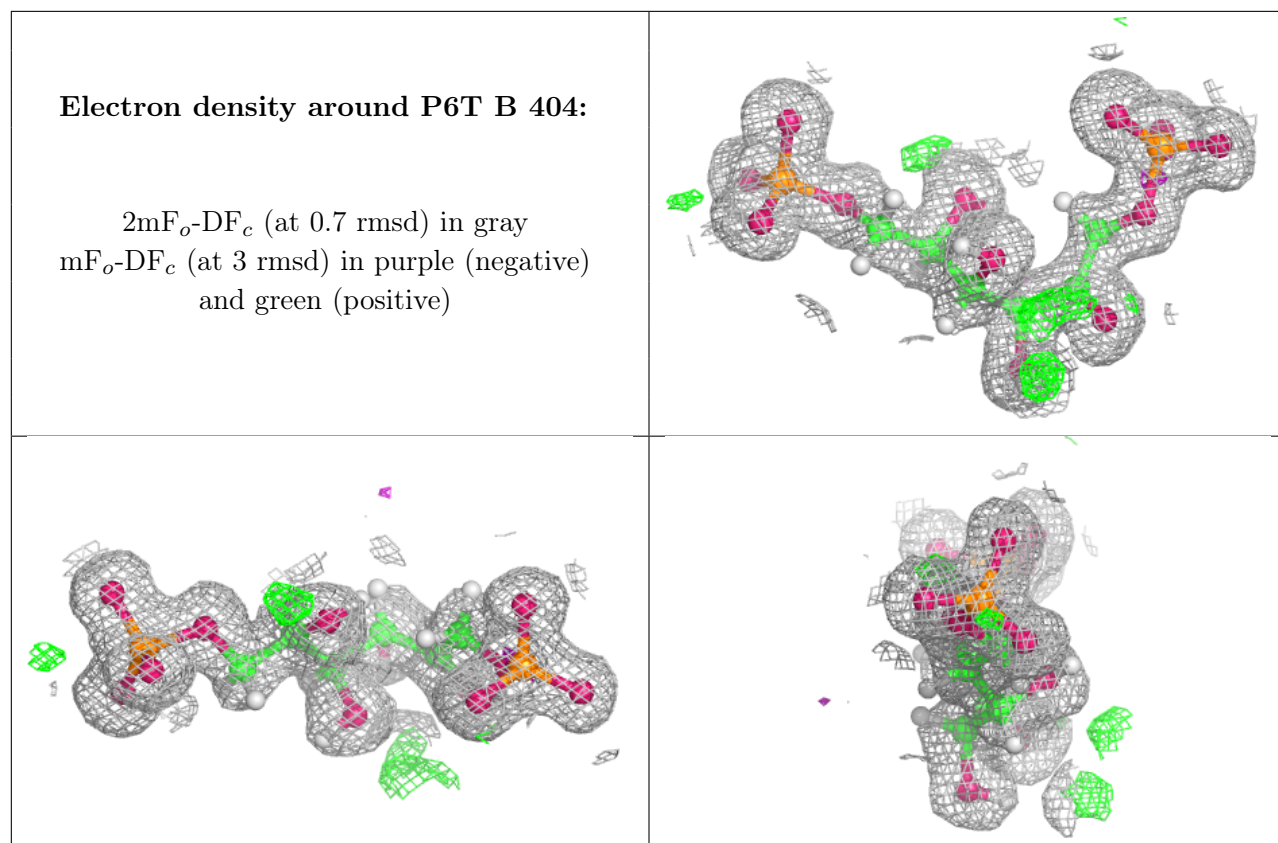 Electron density around P6T B 404:
2mFₒ-DF𝒸 (at 0.7 rmsd) in gray
mFₒ-DF𝒸 (at 3 rmsd) in purple (negative)
and green (positive)